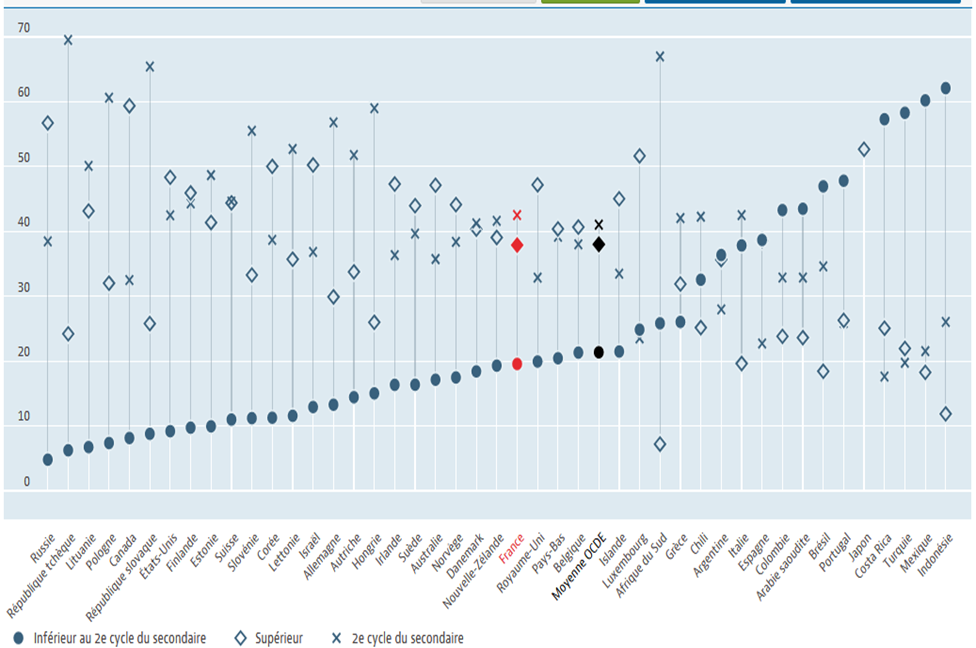 70
60
50
40
30
20
10
0
Russie
République tchèque
Lituanie
Pologne
Canada
République slovaque
États-Unis
Finlande
Estonie
Suisse
Slovénie
Corée
Lettonie
Israël
Allemagne
Autriche
Hongrie
Irlande
Suède
Australie
Norvège
Danemark
Nouvelle-Zélande
France
Royaume-Uni
Pays-Bas
Belgique
Moyenne OCDE
Islande
Luxembourg
Afrique du Sud
Grèce
Chili
Argentine
Italie
Espagne
Colombie
Arabie saoudite
Brésil
Portugal
Japon
Costa Rica
Turquie
Mexique
Indonésie
Inférieur au 2e cycle du secondaire
Supérieur
2e cycle du secondaire